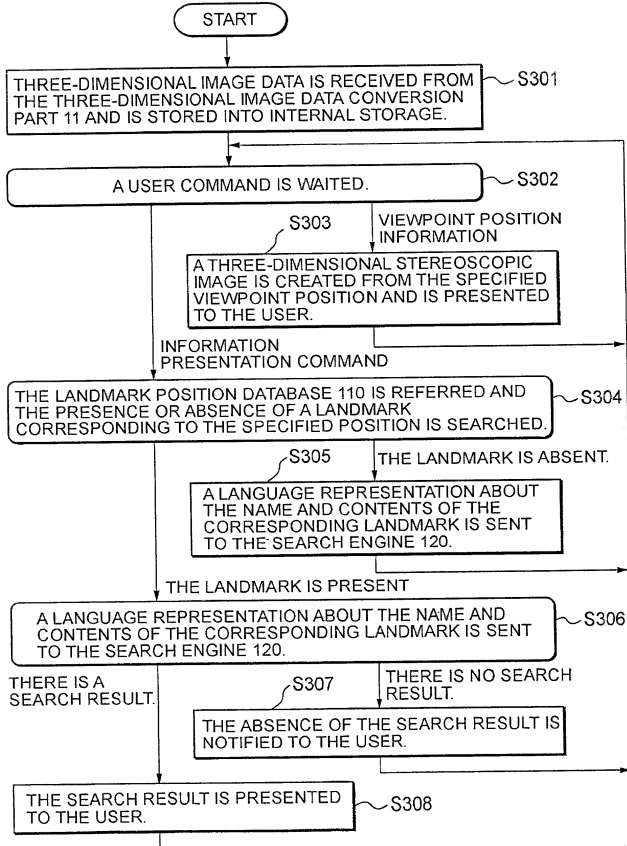 START
THREE-DIMENSIONAL IMAGE DATA IS RECEIVED FROM
THE THREE-DIMENSIONAL IMAGE DATA CONVERSION
PART 11 AND IS STORED INTO INTERNAL STORAGE.
S301
A USER COMMAND IS WAITED.
S302
S303
VIEWPOINT POSITION
INFORMATION
A THREE-DIMENSIONAL STEREOSCOPIC
IMAGE IS CREATED FROM THE SPECIFIED
VIEWPOINT POSITION AND IS PRESENTED
TO THE USER.
INFORMATION
PRESENTATION COMMAND
THE LANDMARK POSITION DATABASE 110 IS REFERRED AND
THE PRESENCE OR ABSENCE OF A LANDMARK
CORRESPONDING TO THE SPECIFIED POSITION IS SEARCHED.
S304
S305
THE LANDMARK IS ABSENT.
A LANGUAGE REPRESENTATION ABOUT
THE NAME AND CONTENTS OF THE
CORRESPONDING LANDMARK IS SENT
TO THE SEARCH ENGINE 120.
THE LANDMARK IS PRESENT
A LANGUAGE REPRESENTATION ABOUT THE NAME AND
CONTENTS OF THE CORRESPONDING LANDMARK IS SENT
TO THE SEARCH ENGINE 120.
S306
THERE IS A
SEARCH RESULT.
S307
THERE IS NO SEARCH
RESULT.
THE ABSENCE OF THE SEARCH RESULT IS
NOTIFIED TO THE USER.
THE SEARCH RESULT IS PRESENTED
TO THE USER.
S308